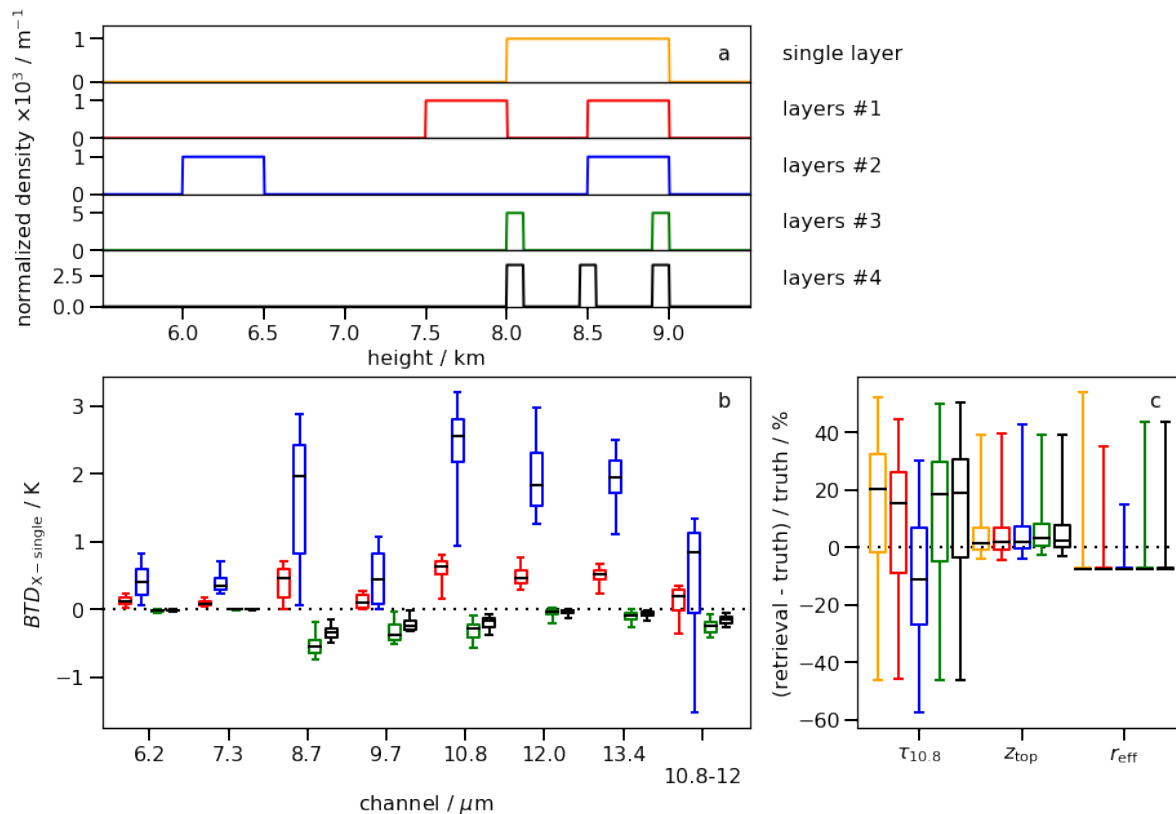 normalized density ×10³ / m⁻¹
1
0
a
single layer
1
0
layers #1
1
0
layers #2
5
0
layers #3
2.5
0.0
layers #4
6.0 6.5 7.0 7.5 8.0 8.5 9.0
height / km
BTD_X−single / K
3
2
1
0
−1
b
6.2 7.3 8.7 9.7 10.8 12.0 13.4 10.8-12
channel / μm
(retrieval - truth) / truth / %
40
20
0
−20
−40
−60
c
τ_10.8 z_top r_eff